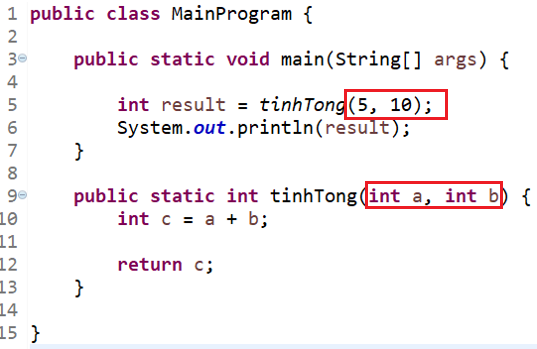 1 public class MainProgram {
2
3 public static void main(String[] args) {
4
5 int result = tinhTong(5, 10);
6 System.out.println(result);
7 }
8
9 public static int tinhTong(int a, int b) {
10 int c = a + b;
11
12 return c;
13 }
14
15 }